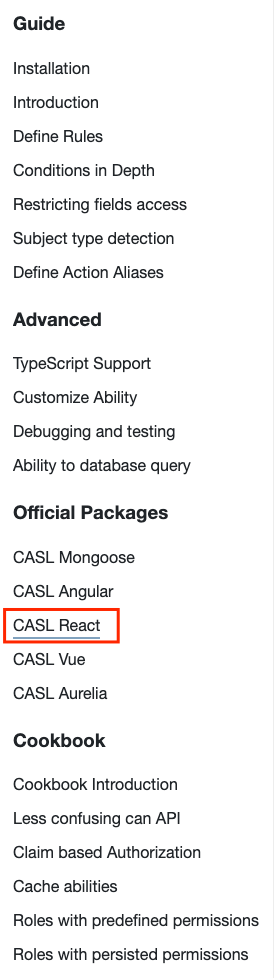 Guide
Installation
Introduction
Define Rules
Conditions in Depth
Restricting fields access
Subject type detection
Define Action Aliases
Advanced
TypeScript Support
Customize Ability
Debugging and testing
Ability to database query
Official Packages
CASL Mongoose
CASL Angular
CASL React
CASL Vue
CASL Aurelia
Cookbook
Cookbook Introduction
Less confusing can API
Claim based Authorization
Cache abilities
Roles with predefined permissions
Roles with persisted permissions